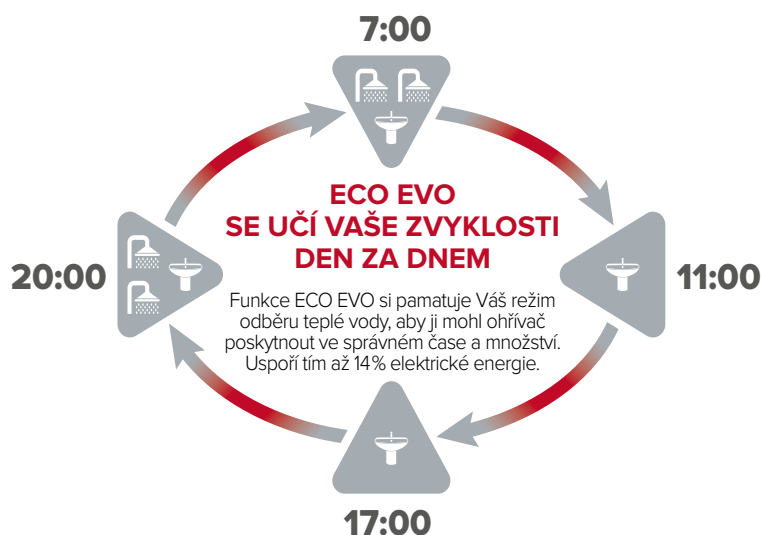 7:00
ECO EVO
SE UČÍ VAŠE ZVYKLOSTI
DEN ZA DNEM
20:00
11:00
Funkce ECO EVO si pamatuje Váš režim
odběru teplé vody, aby ji mohl ohřívač
poskytnout ve správném čase a množství.
Uspoří tím až 14% elektrické energie.
17:00